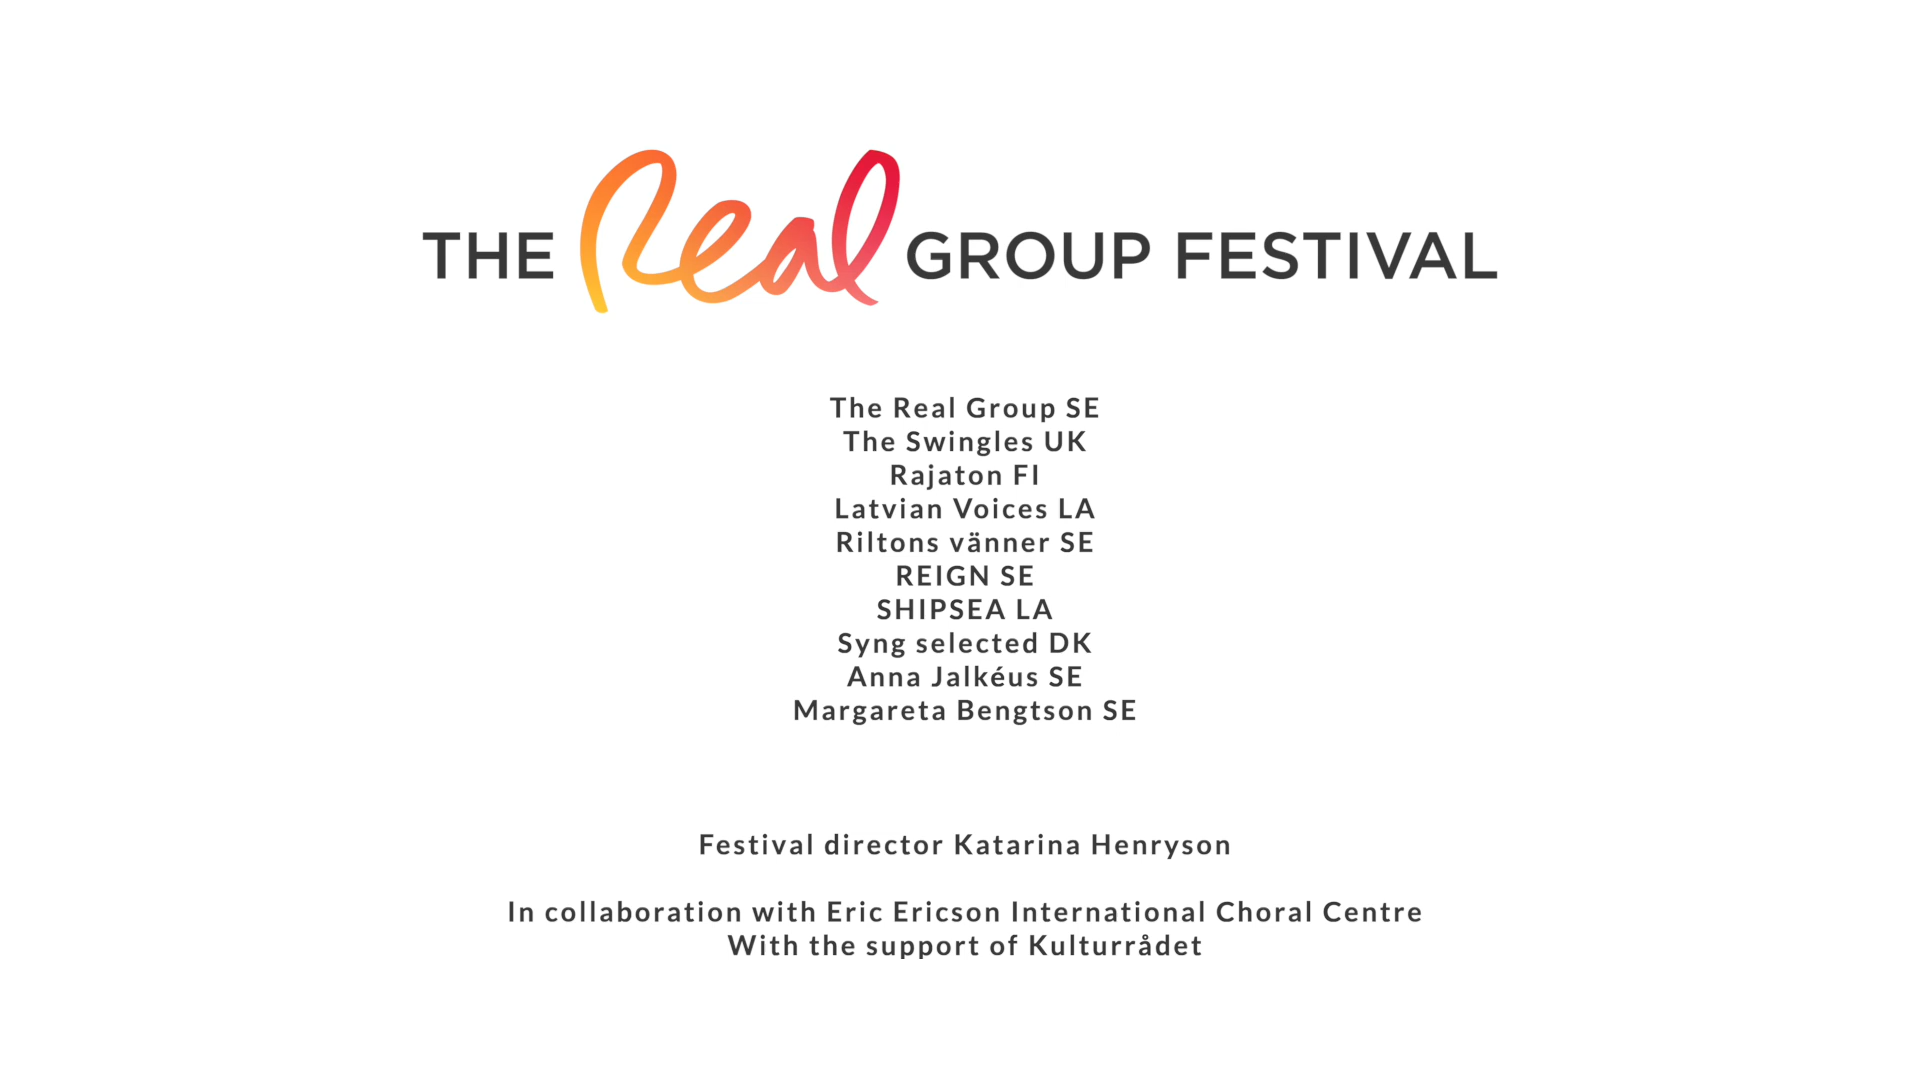 THE Real GROUP FESTIVAL
The Real Group SE
The Swingles UK
Rajaton FI
Latvian Voices LA
Riltons vänner SE
REIGN SE
SHIPSEA LA
Syng selected DK
Anna Jalkéus SE
Margareta Bengtson SE
Festival director Katarina Henryson
In collaboration with Eric Ericson International Choral Centre
With the support of Kulturrådet